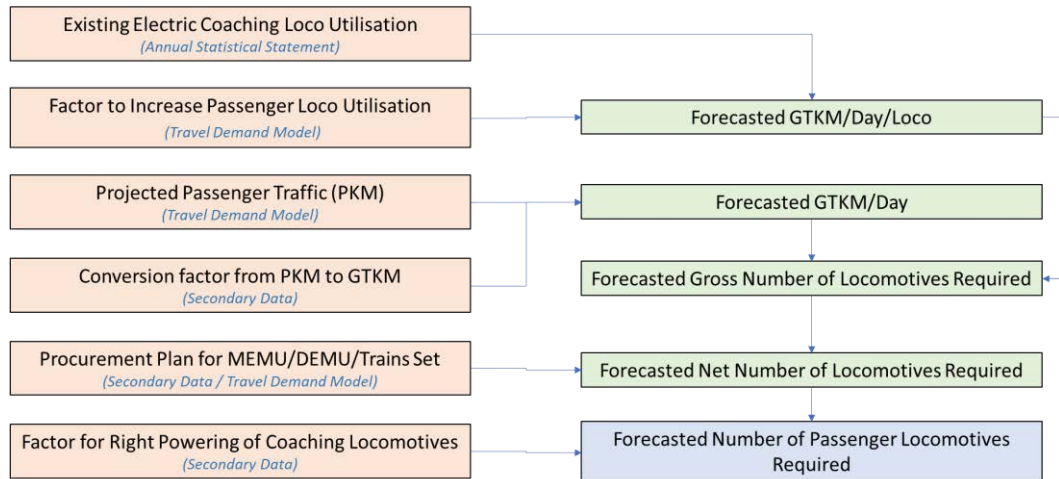 Existing Electric Coaching Loco Utilisation
(Annual Statistical Statement)
Factor to Increase Passenger Loco Utilisation
(Travel Demand Model)
Forecasted GTKM/Day/Loco
Projected Passenger Traffic (PKM)
(Travel Demand Model)
Forecasted GTKM/Day
Conversion factor from PKM to GTKM
(Secondary Data)
Forecasted Gross Number of Locomotives Required
Procurement Plan for MEMU/DEMU/Trains Set
(Secondary Data / Travel Demand Model)
Forecasted Net Number of Locomotives Required
Factor for Right Powering of Coaching Locomotives
(Secondary Data)
Forecasted Number of Passenger Locomotives
Required